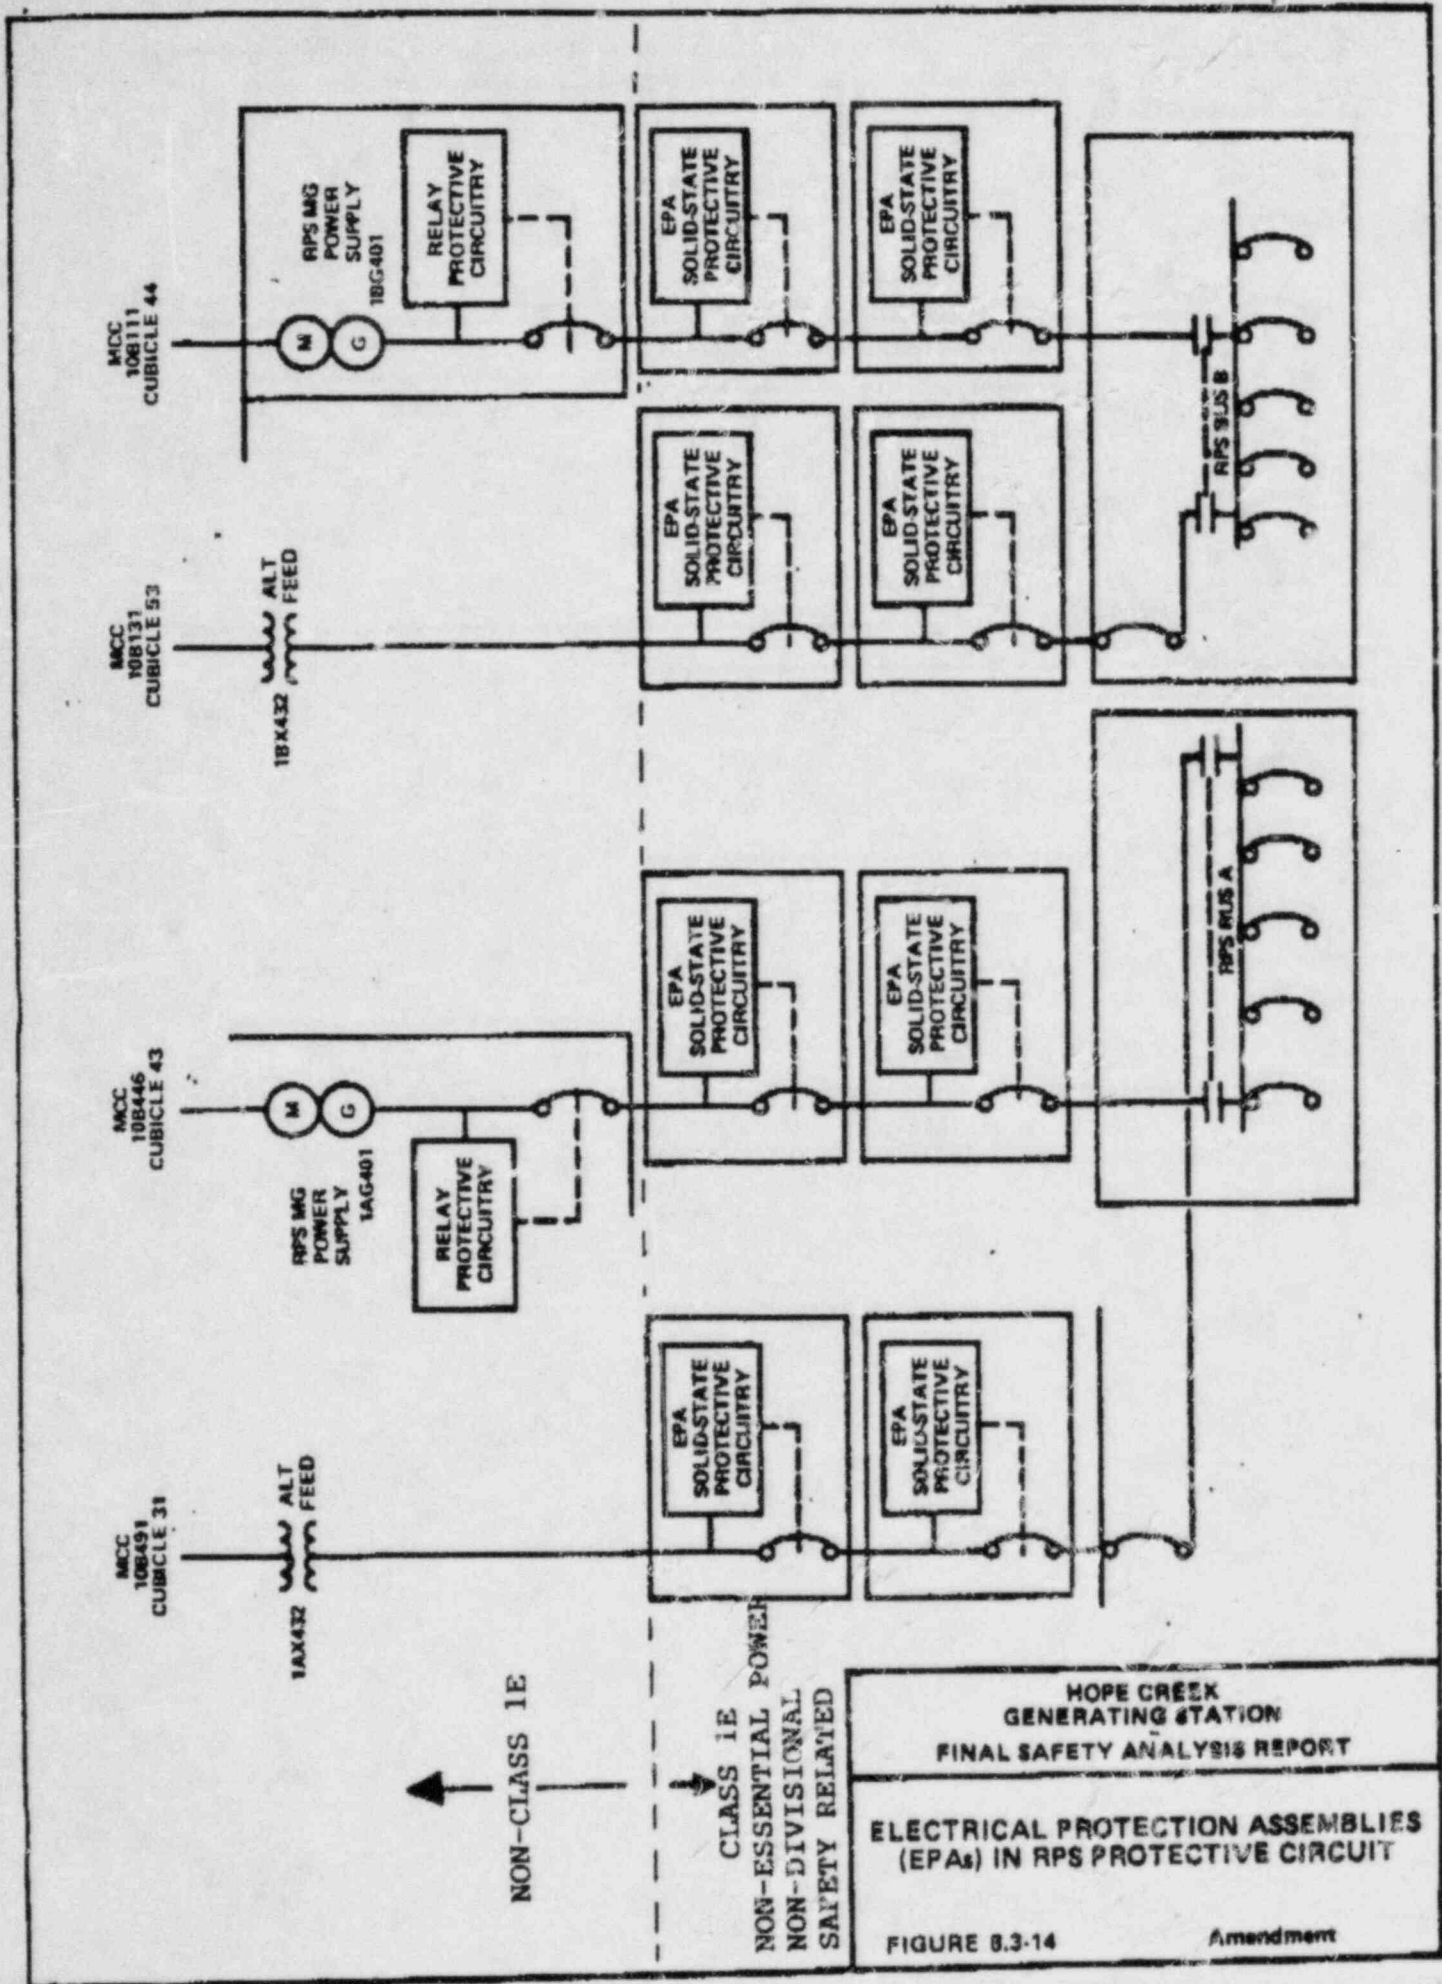 MCC
10B491
CUBICLE 31
1AX432
ALT
FEED
MCC
10B446
CUBICLE 43
RPS MG
POWER
SUPPLY
1AG401
RELAY
PROTECTIVE
CIRCUITRY
MCC
10B131
CUBICLE 53
1BX432
ALT
FEED
MCC
10B111
CUBICLE 44
RPS MG
POWER
SUPPLY
1BG401
RELAY
PROTECTIVE
CIRCUITRY
NON-CLASS 1E
CLASS 1E
NON-ESSENTIAL POWER
NON-DIVISIONAL
SAFETY RELATED
EPA
SOLID-STATE
PROTECTIVE
CIRCUITRY
EPA
SOLID-STATE
PROTECTIVE
CIRCUITRY
EPA
SOLID-STATE
PROTECTIVE
CIRCUITRY
EPA
SOLID-STATE
PROTECTIVE
CIRCUITRY
EPA
SOLID-STATE
PROTECTIVE
CIRCUITRY
EPA
SOLID-STATE
PROTECTIVE
CIRCUITRY
EPA
SOLID-STATE
PROTECTIVE
CIRCUITRY
EPA
SOLID-STATE
PROTECTIVE
CIRCUITRY
M
G
M
G
RPS BUS A
RPS BUS B
HOPE CREEK
GENERATING STATION
FINAL SAFETY ANALYSIS REPORT
ELECTRICAL PROTECTION ASSEMBLIES
(EPAs) IN RPS PROTECTIVE CIRCUIT
FIGURE 8.3-14
Amendment